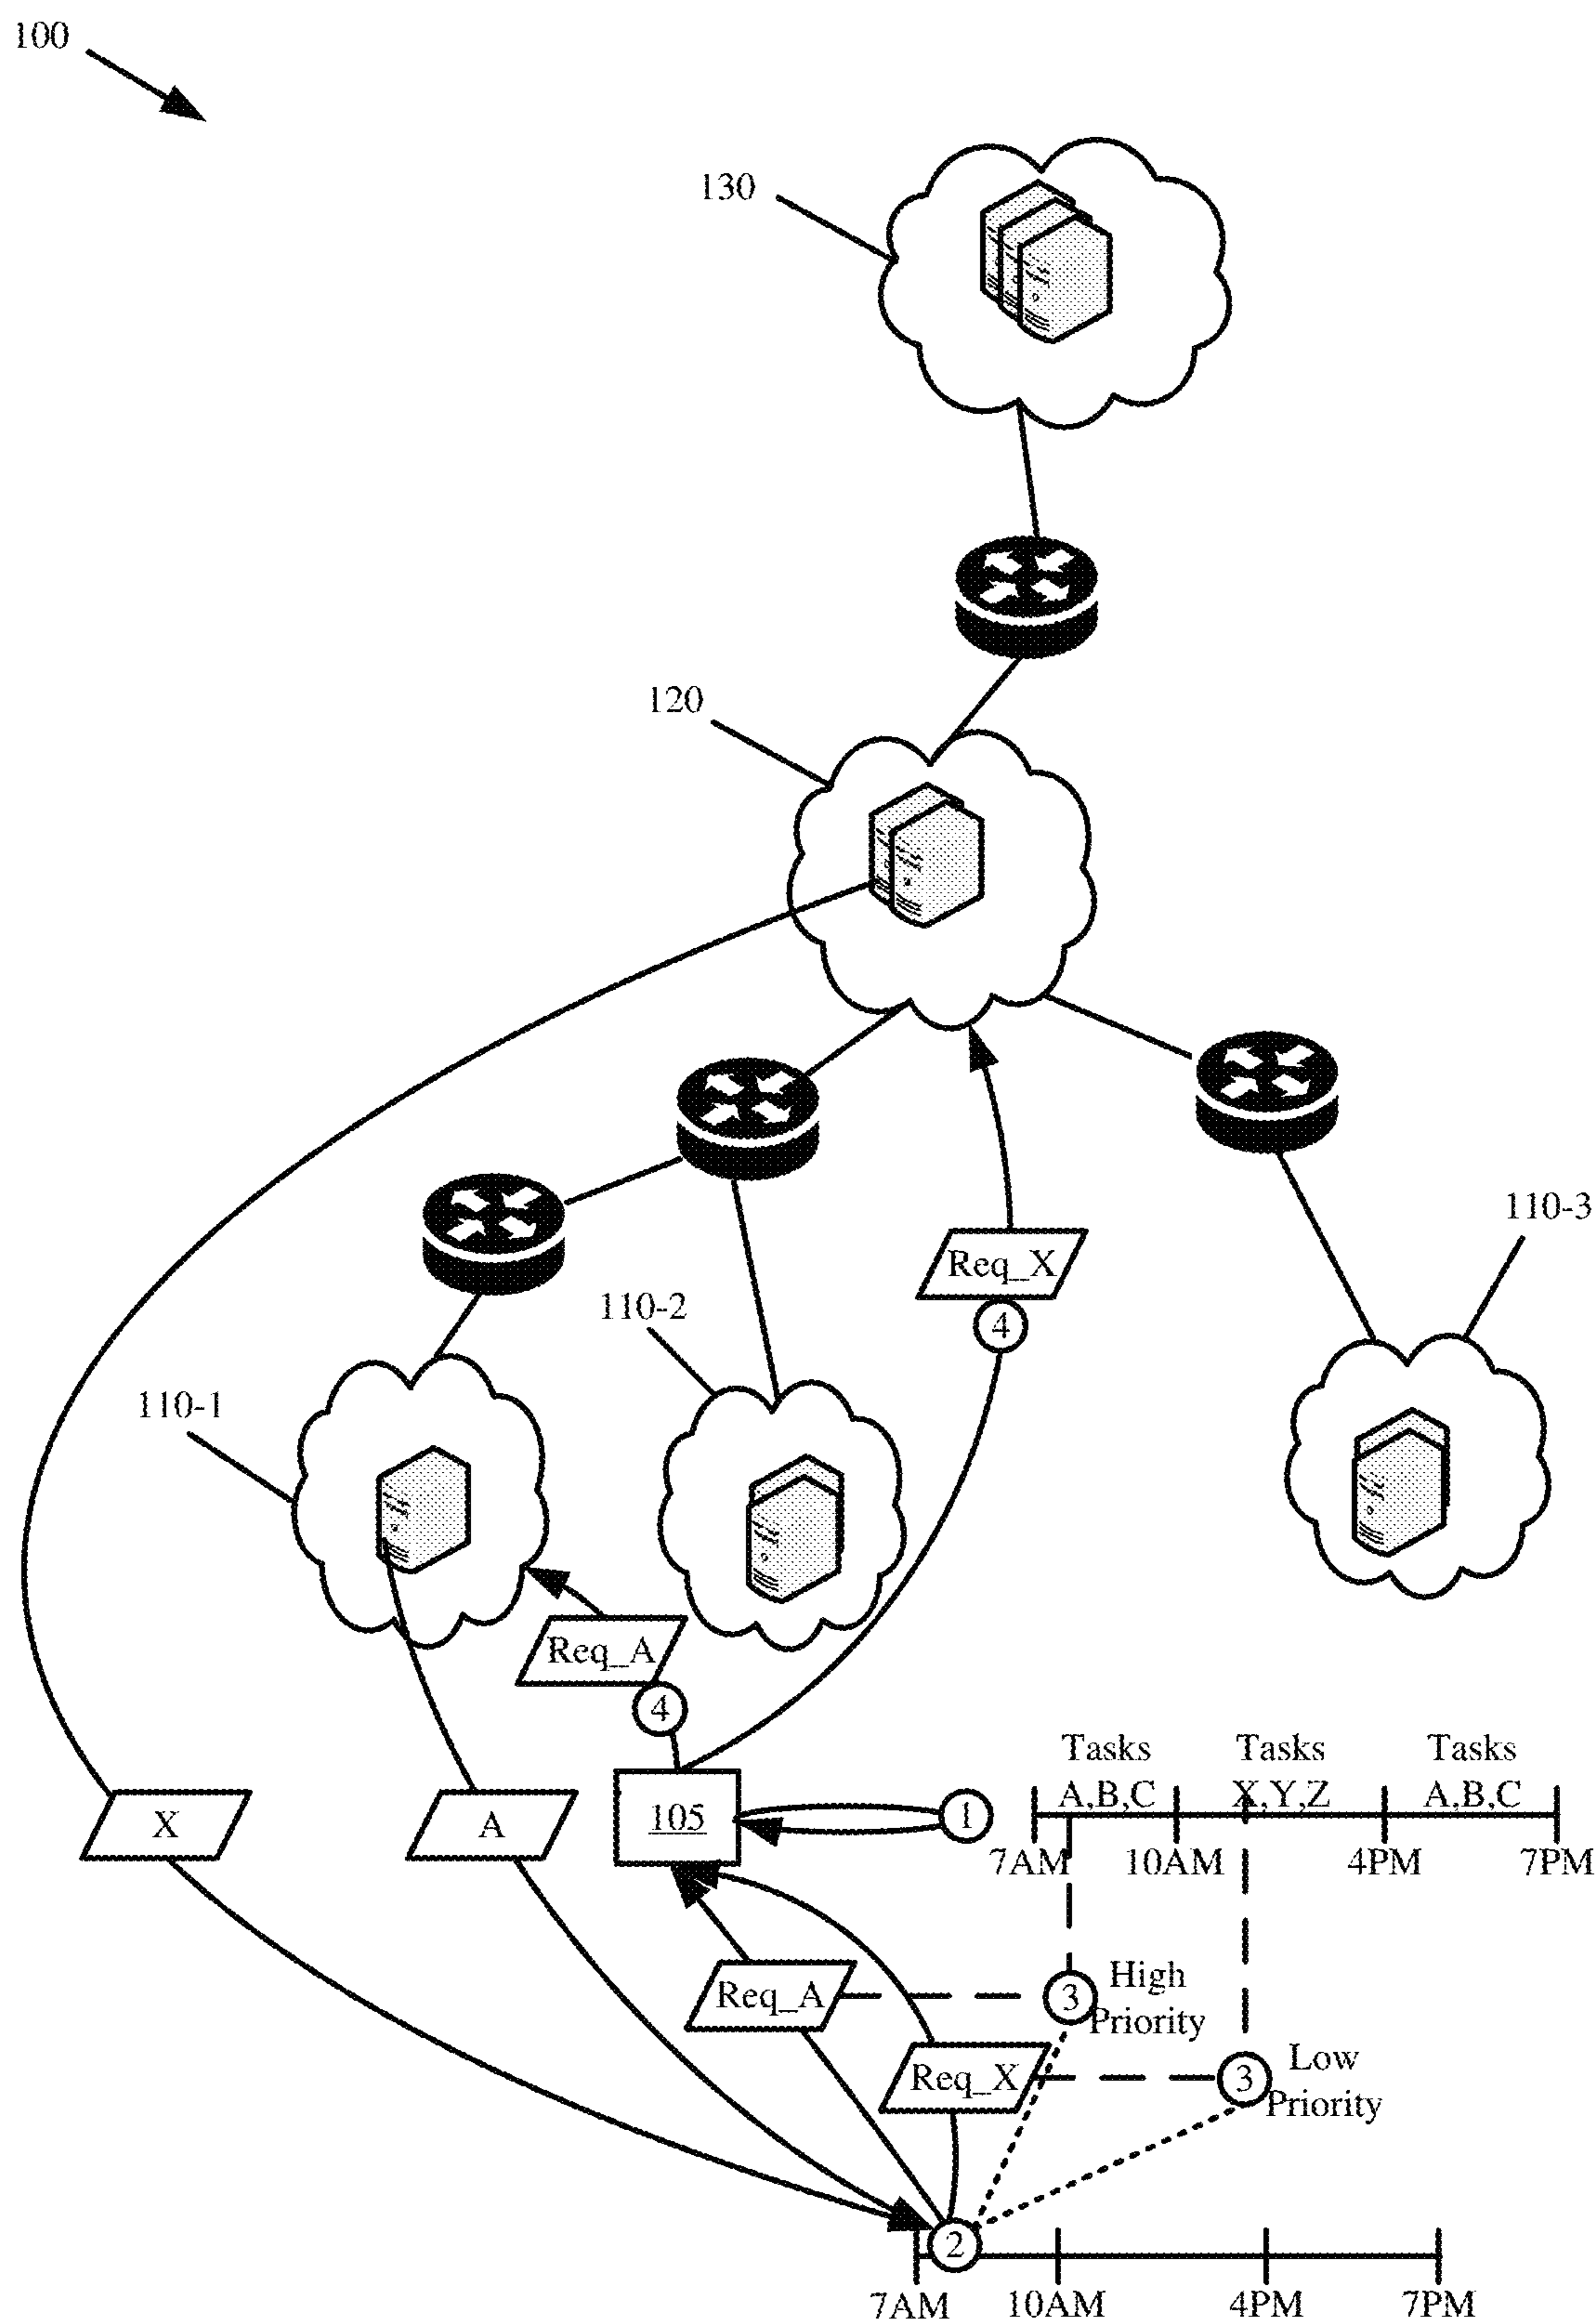 100
130
120
110-3
Req_X
4
110-2
110-1
Req_A
4
Tasks
A,B,C
Tasks
X,Y,Z
Tasks
A,B,C
X
A
105
1
7AM
10AM
4PM
7PM
Req_A
3
High
Priority
Req_X
3
Low
Priority
2
7AM
10AM
4PM
7PM